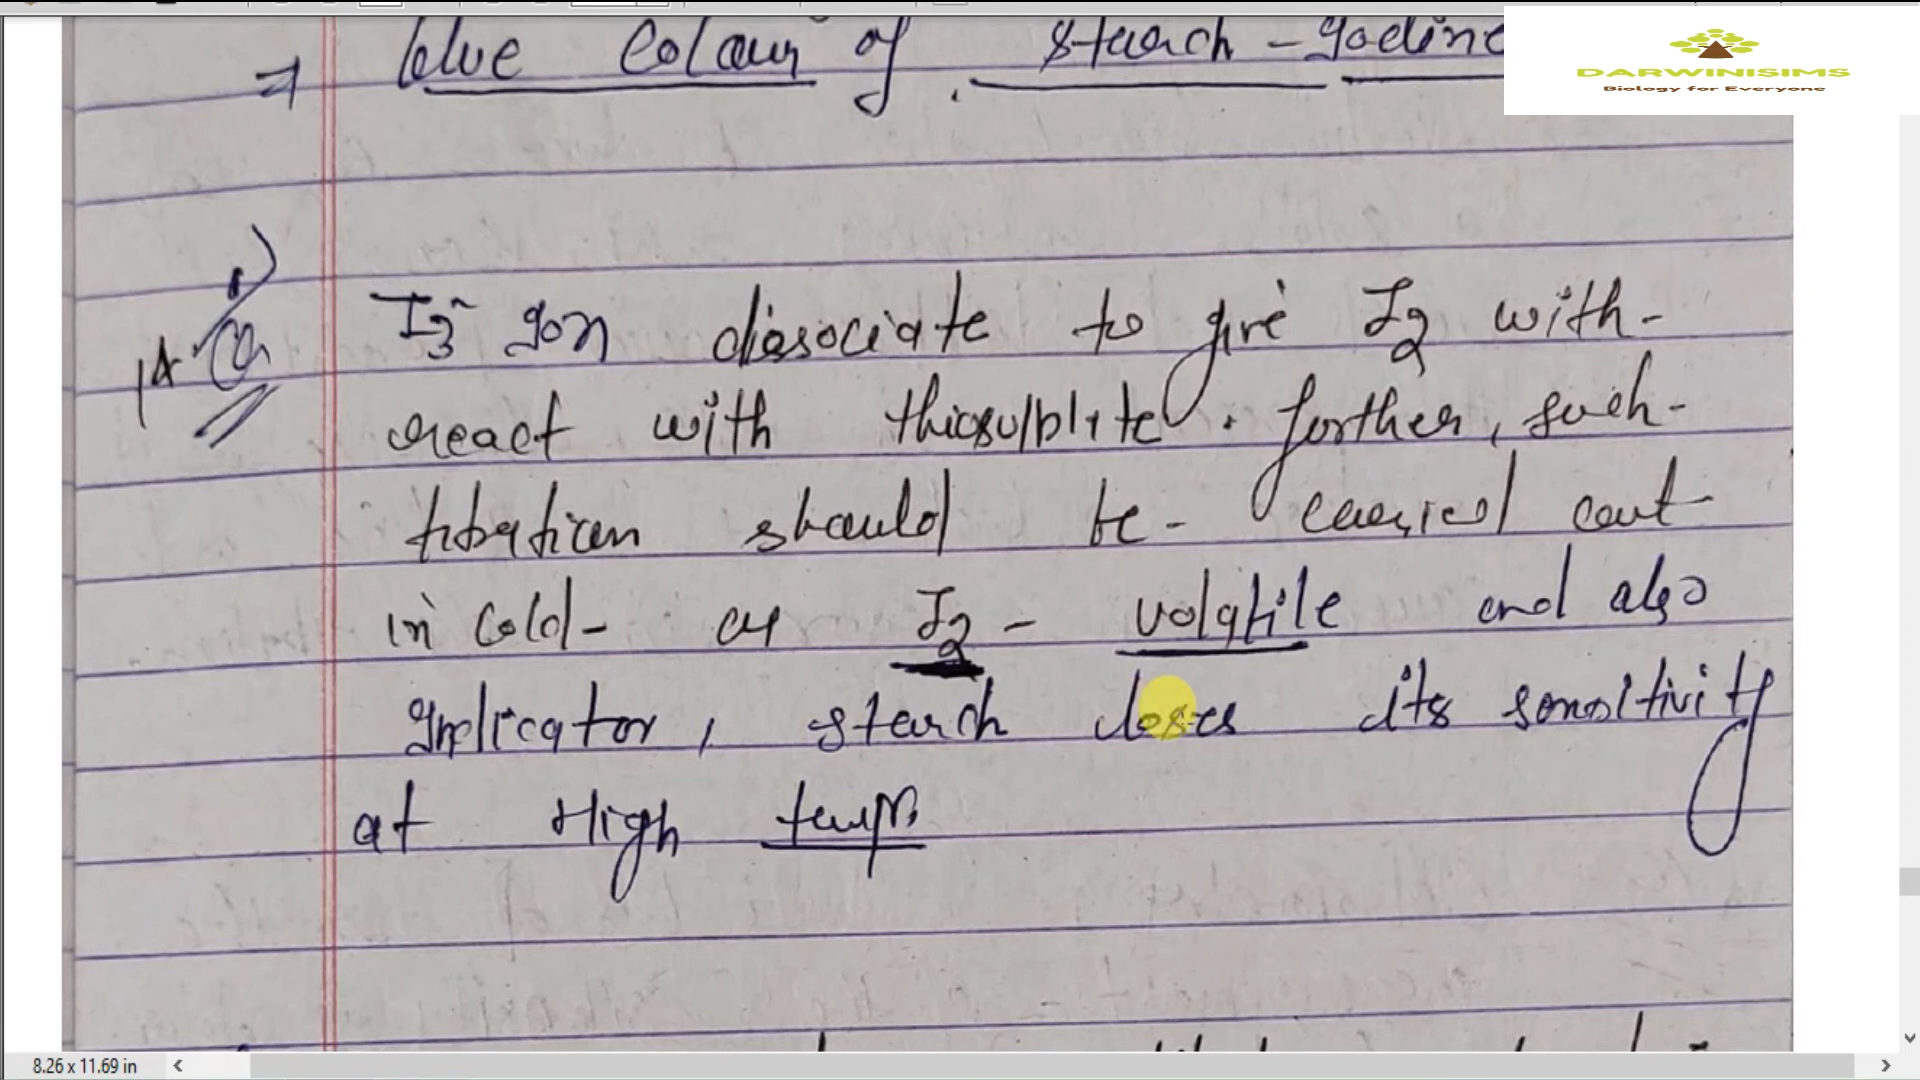 ⇒ blue colour of starch - Iodine
DARWINISIMS
Biology for Everyone
I3⁻ Ion dissociate to give I2 with-
react with thiosulphate. further, such-
titration should be - carried out
in cold - as I2 - volatile and also
Indicator, starch loses its sensitivity
at High temp.
8.26 x 11.69 in